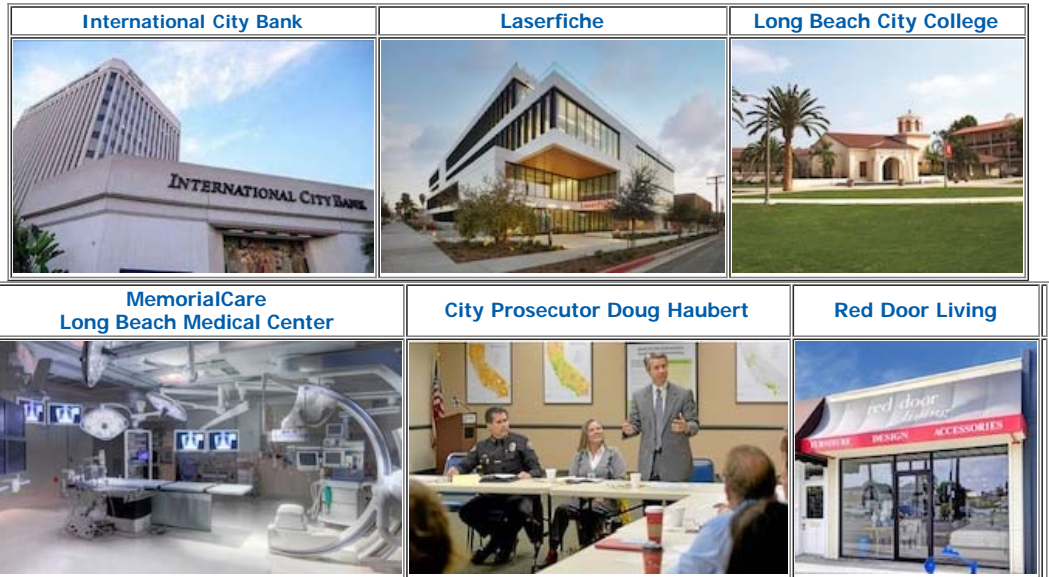 International City Bank
Laserfiche
Long Beach City College
INTERNATIONAL CITY BANK
Laserfiche
MemorialCare
Long Beach Medical Center
City Prosecutor Doug Haubert
Red Door Living
red door
living
FURNITURE DESIGN ACCESSORIES